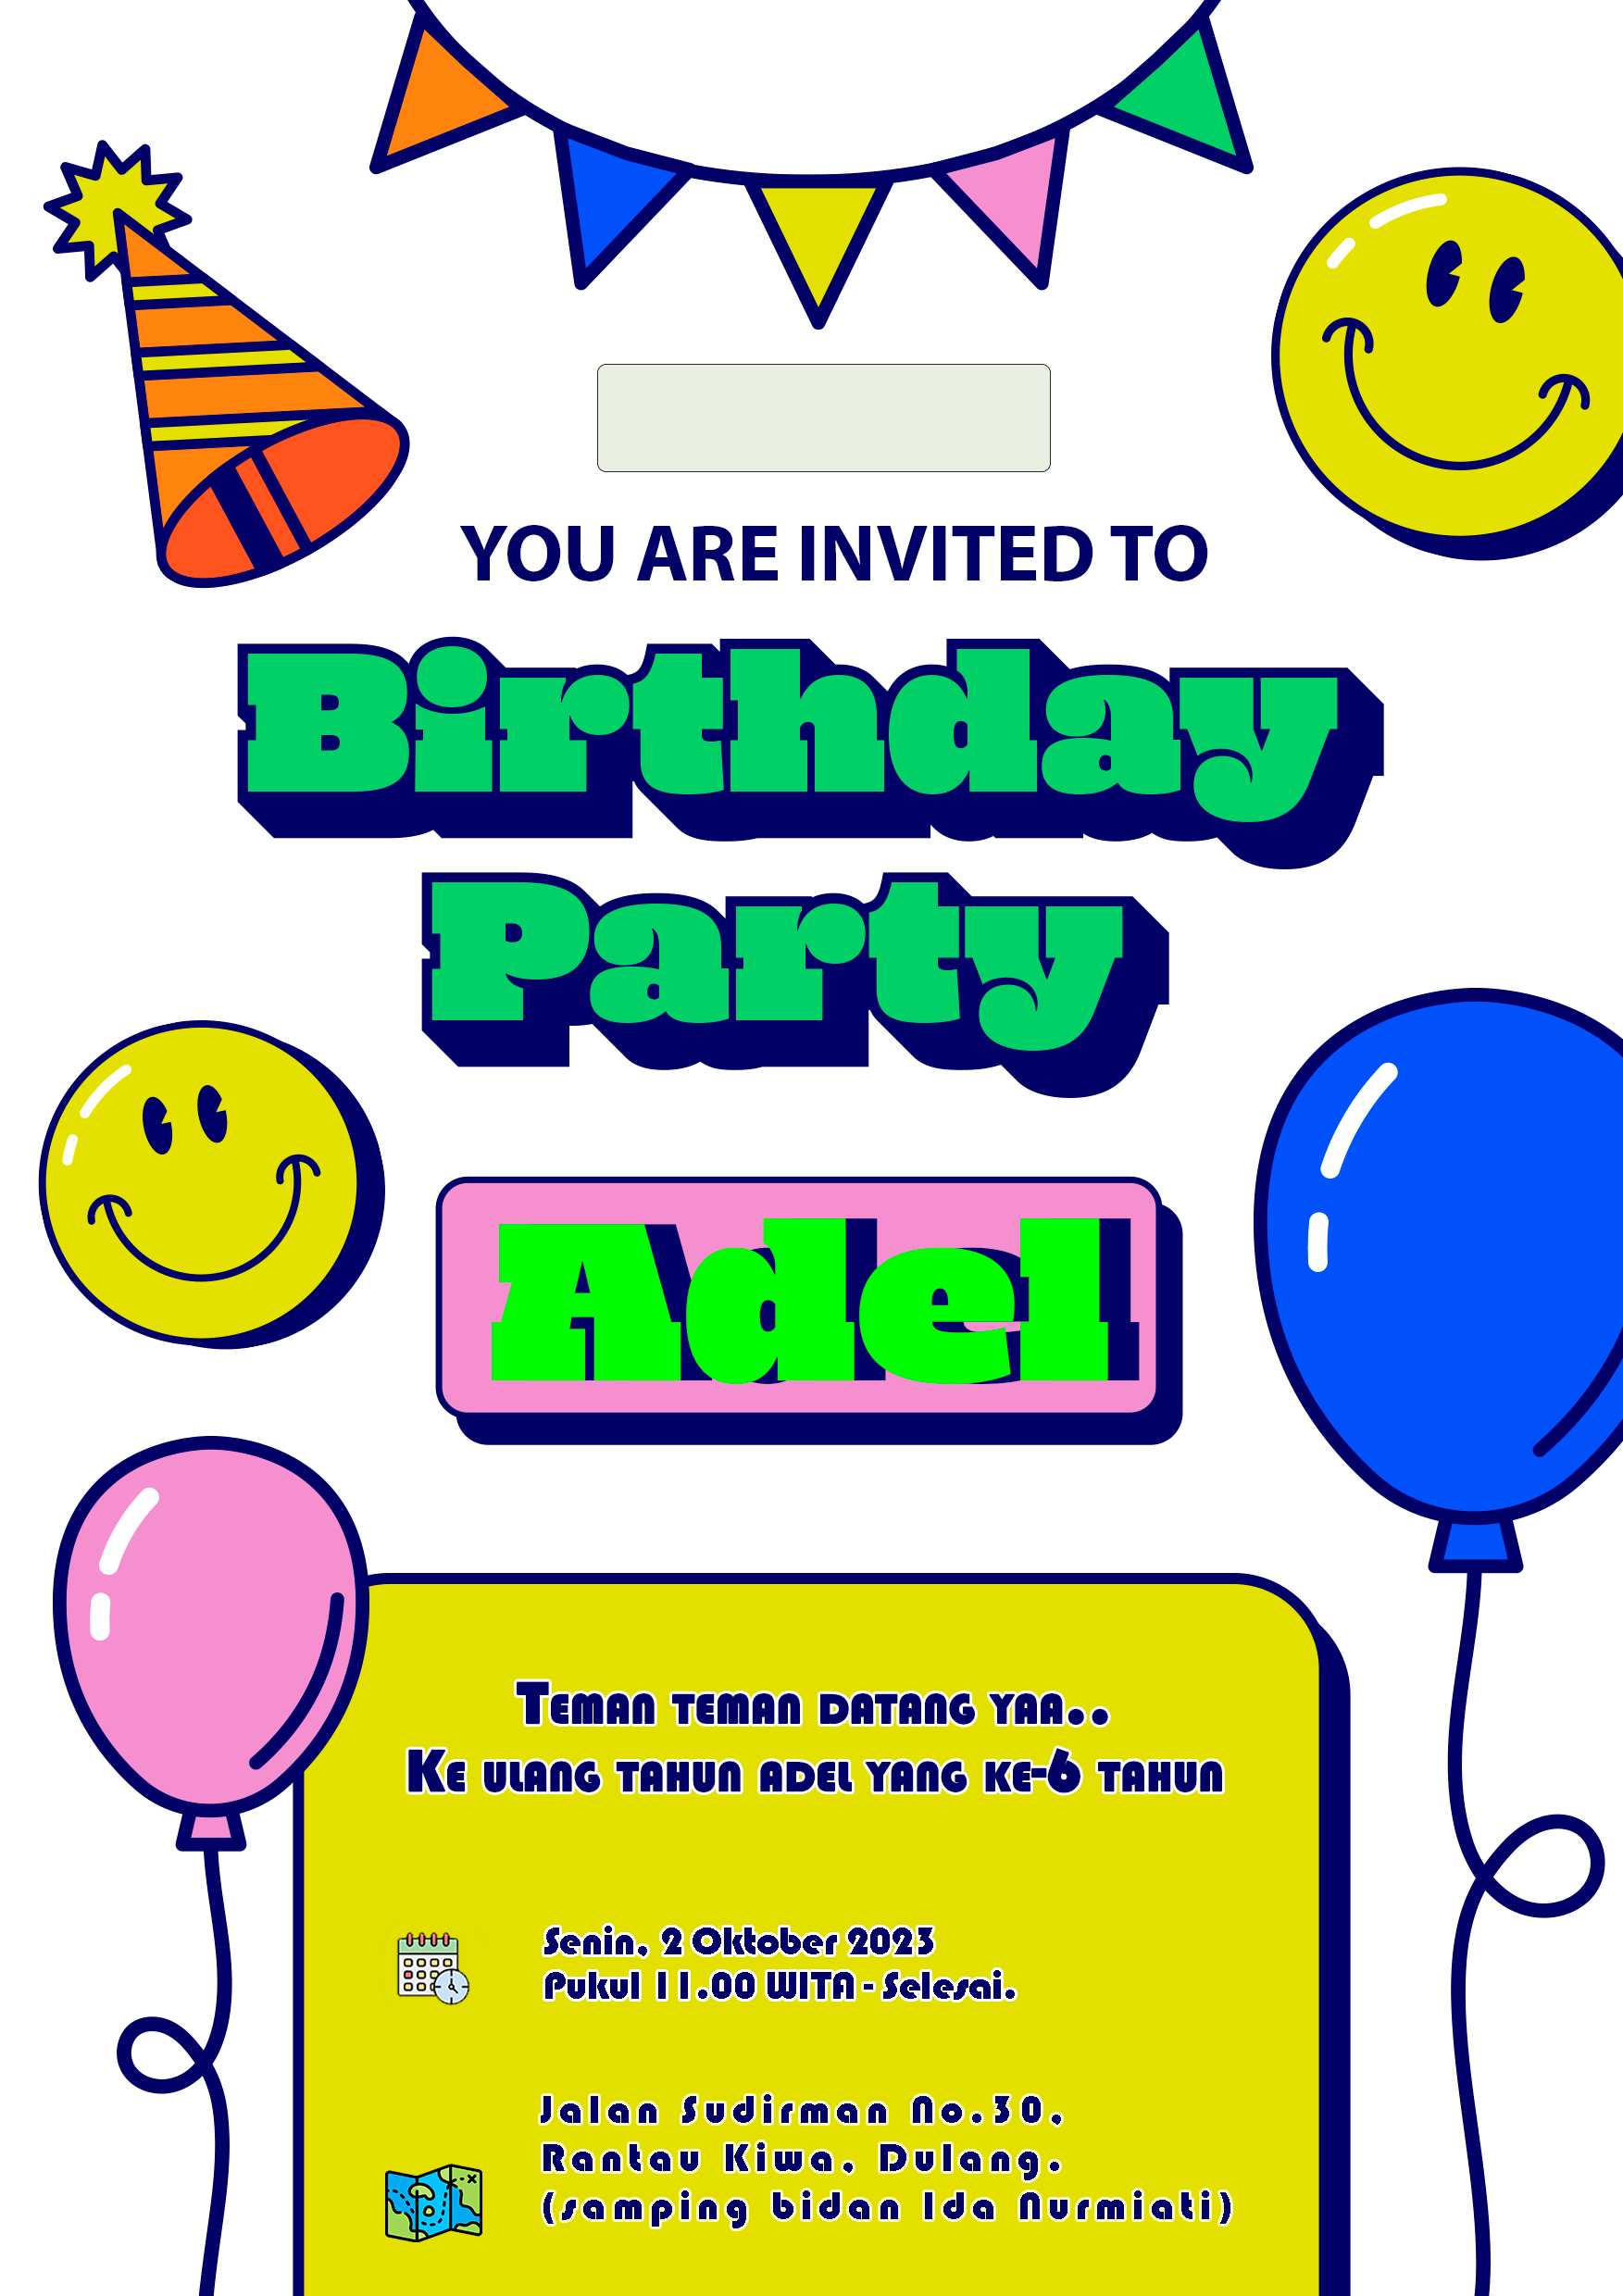 YOU ARE INVITED TO
Birthday
Party
Adel
Teman teman datang yaa..
Ke ulang tahun adel yang ke-6 tahun
Senin, 2 Oktober 2023
Pukul 11.00 WITA - Selesai.
Jalan Sudirman No.30,
Rantau Kiwa, Dulang.
(samping bidan Ida Nurmiati)